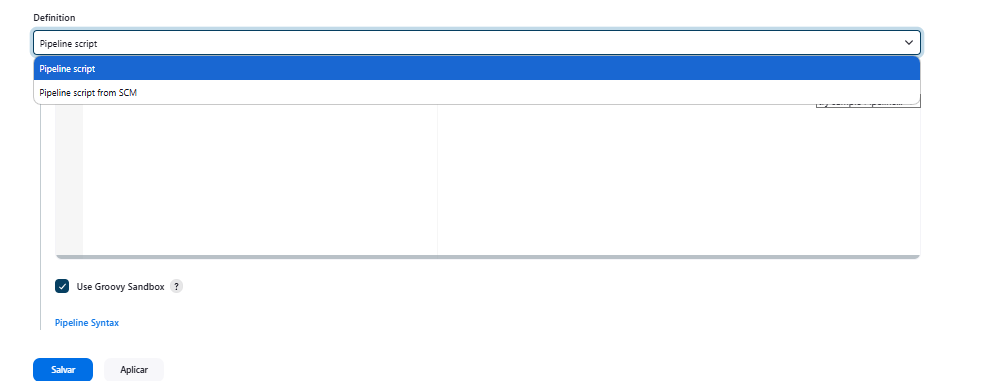 Definition
Pipeline script
Pipeline script
Pipeline script from SCM
Use Groovy Sandbox ?
Pipeline Syntax
Salvar Aplicar